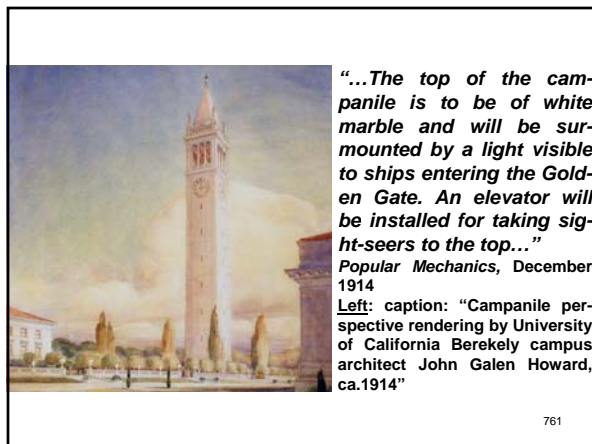 “…The top of the cam-
panile is to be of white
marble and will be sur-
mounted by a light visible
to ships entering the Gold-
en Gate. An elevator will
be installed for taking sig-
ht-seers to the top…”
Popular Mechanics, December
1914
Left: caption: “Campanile per-
spective rendering by University
of California Berekely campus
architect John Galen Howard,
ca.1914”
761